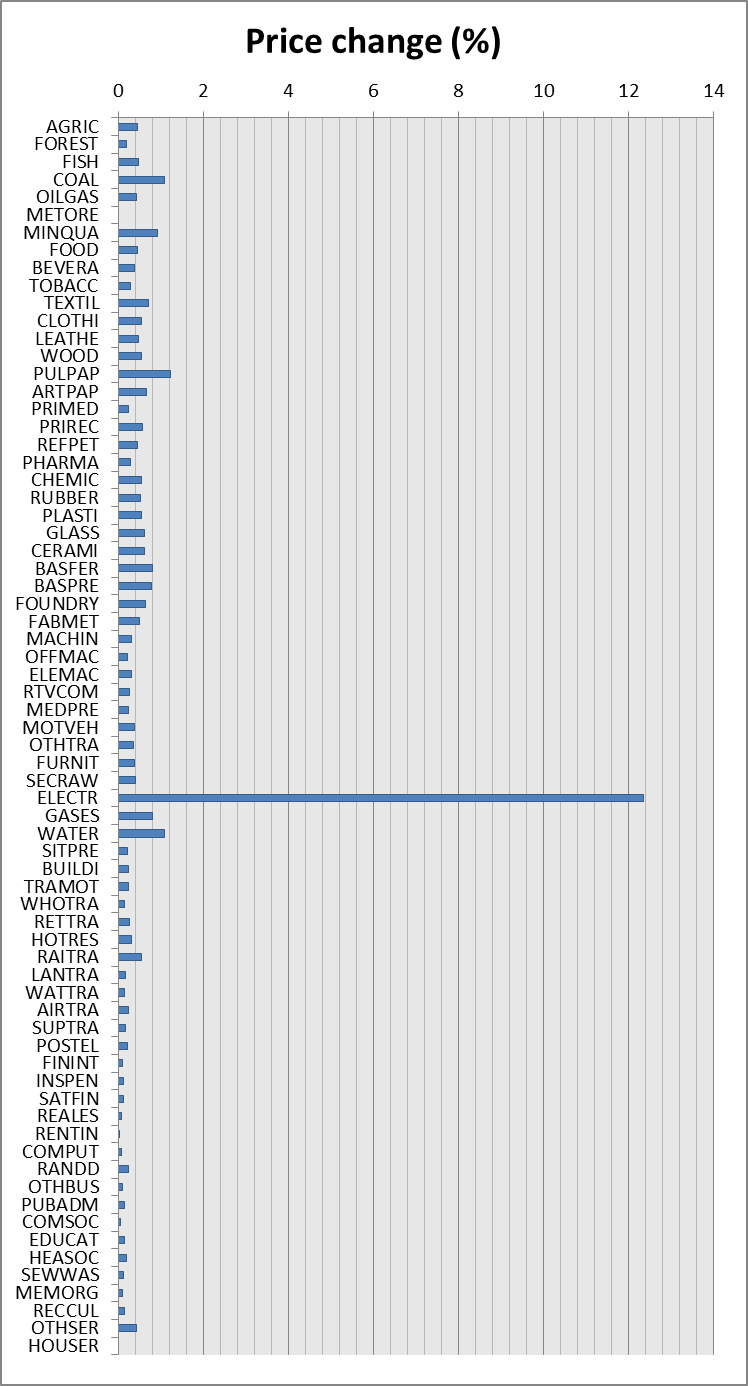 Price change (%)
0 2 4 6 8 10 12 14
AGRIC
FOREST
FISH
COAL
OILGAS
METORE
MINQUA
FOOD
BEVERA
TOBACC
TEXTIL
CLOTHI
LEATHE
WOOD
PULPAP
ARTPAP
PRIMED
PRIREC
REFPET
PHARMA
CHEMIC
RUBBER
PLASTI
GLASS
CERAMI
BASFER
BASPRE
FOUNDRY
FABMET
MACHIN
OFFMAC
ELEMAC
RTVCOM
MEDPRE
MOTVEH
OTHTRA
FURNIT
SECRAW
ELECTR
GASES
WATER
SITPRE
BUILDI
TRAMOT
WHOTRA
RETTRA
HOTRES
RAITRA
LANTRA
WATTRA
AIRTRA
SUPTRA
POSTEL
FININT
INSPEN
SATFIN
REALES
RENTIN
COMPUT
RANDD
OTHBUS
PUBADM
COMSOC
EDUCAT
HEASOC
SEWWAS
MEMORG
RECCUL
OTHSER
HOUSER